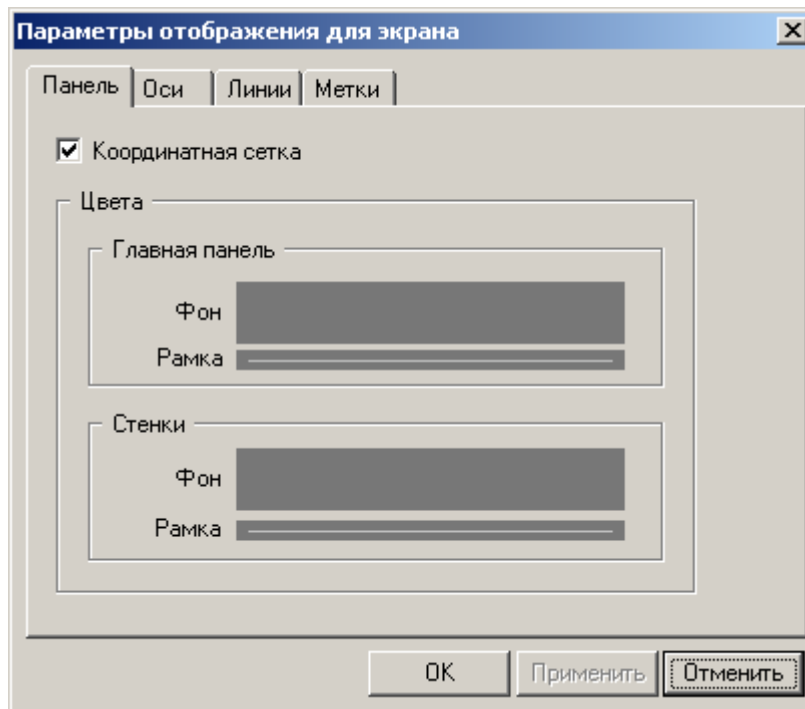 Параметры отображения для экрана
Панель Оси Линии Метки
Координатная сетка
Цвета
Главная панель
Фон
Рамка
Стенки
Фон
Рамка
OK Применить Отменить